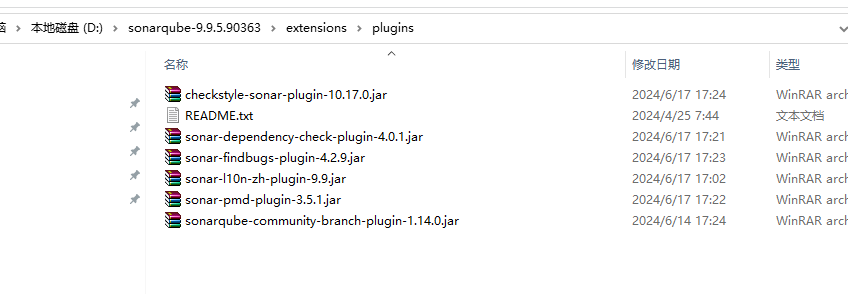 脑 本地磁盘 (D:) sonarqube-9.9.5.90363 extensions plugins
名称 修改日期 类型
checkstyle-sonar-plugin-10.17.0.jar 2024/6/17 17:24 WinRAR arch
README.txt 2024/4/25 7:44 文本文档
sonar-dependency-check-plugin-4.0.1.jar 2024/6/17 17:21 WinRAR arch
sonar-findbugs-plugin-4.2.9.jar 2024/6/17 17:23 WinRAR arch
sonar-l10n-zh-plugin-9.9.jar 2024/6/17 17:02 WinRAR arch
sonar-pmd-plugin-3.5.1.jar 2024/6/17 17:22 WinRAR arch
sonarqube-community-branch-plugin-1.14.0.jar 2024/6/14 17:24 WinRAR arch